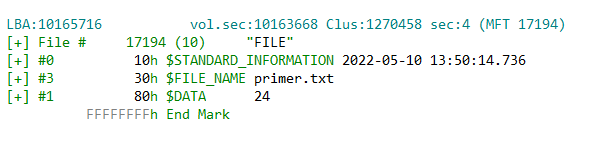 LBA:10165716 vol.sec:10163668 Clus:1270458 sec:4 (MFT 17194)
[+] File # 17194 (10) "FILE"
[+] #0 10h $STANDARD_INFORMATION 2022-05-10 13:50:14.736
[+] #3 30h $FILE_NAME primer.txt
[+] #1 80h $DATA 24
FFFFFFFFh End Mark